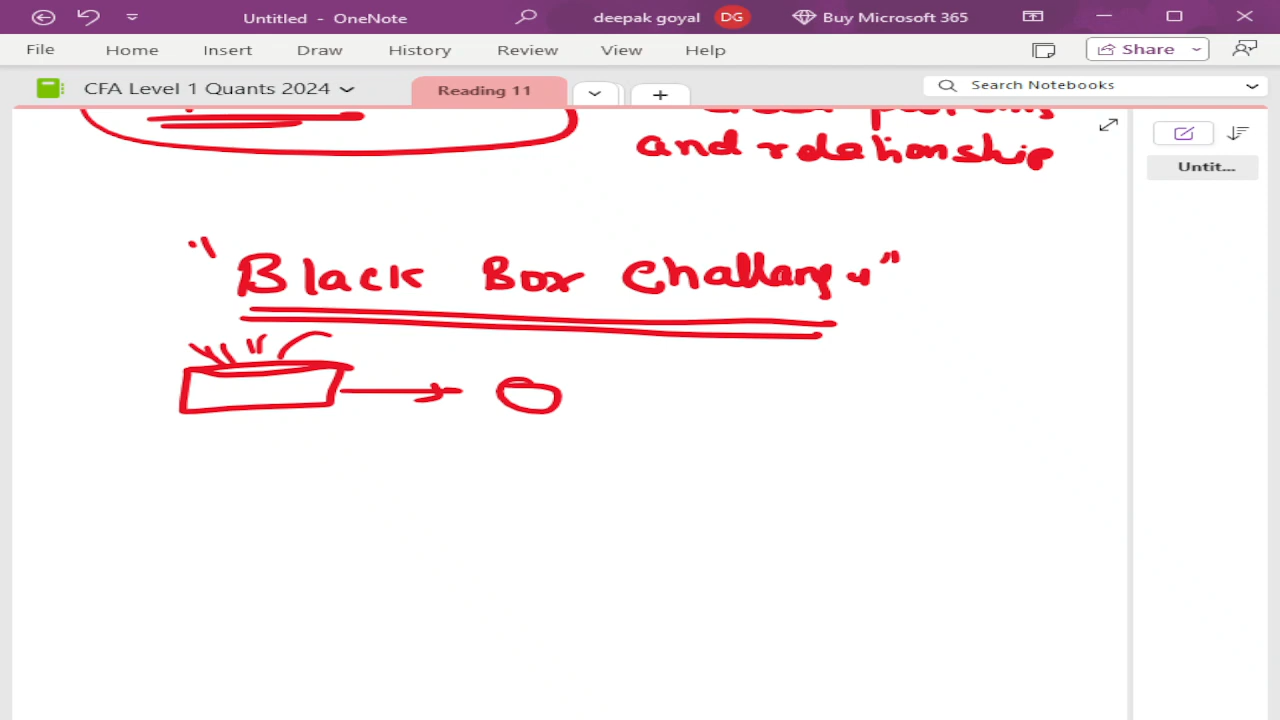 Untitled - OneNote
deepak goyal DG
Buy Microsoft 365
File Home Insert Draw History Review View Help
Share
CFA Level 1 Quants 2024
Reading 11
Search Notebooks
Untit...
and relationship
"Black Box Challange"